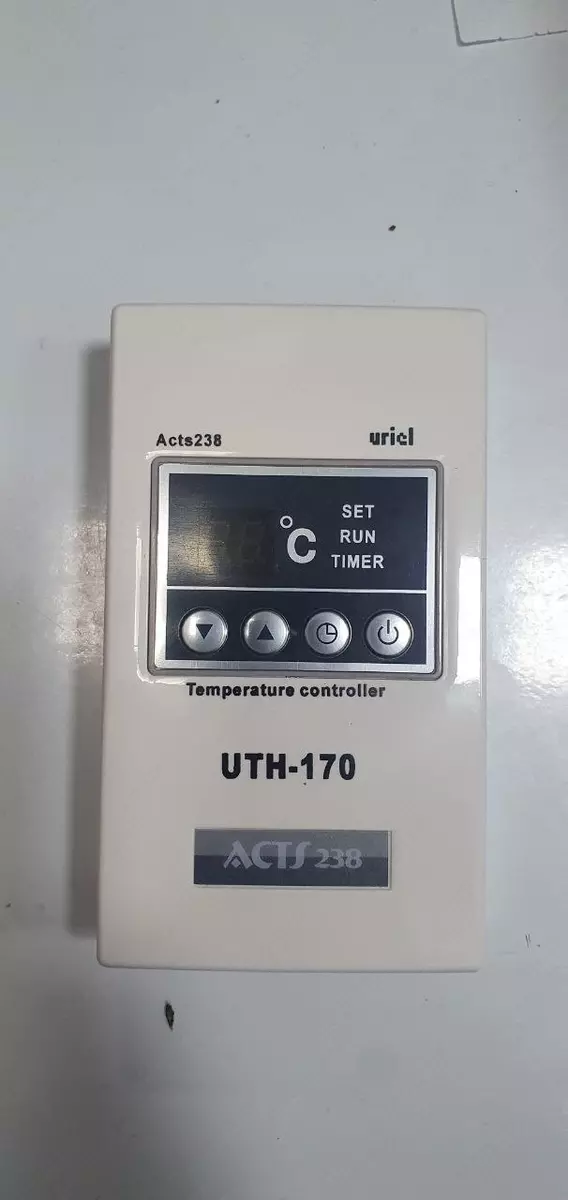 Acts238 uriel
°C
SET
RUN
TIMER
Temperature controller
UTH-170
ACTS 238